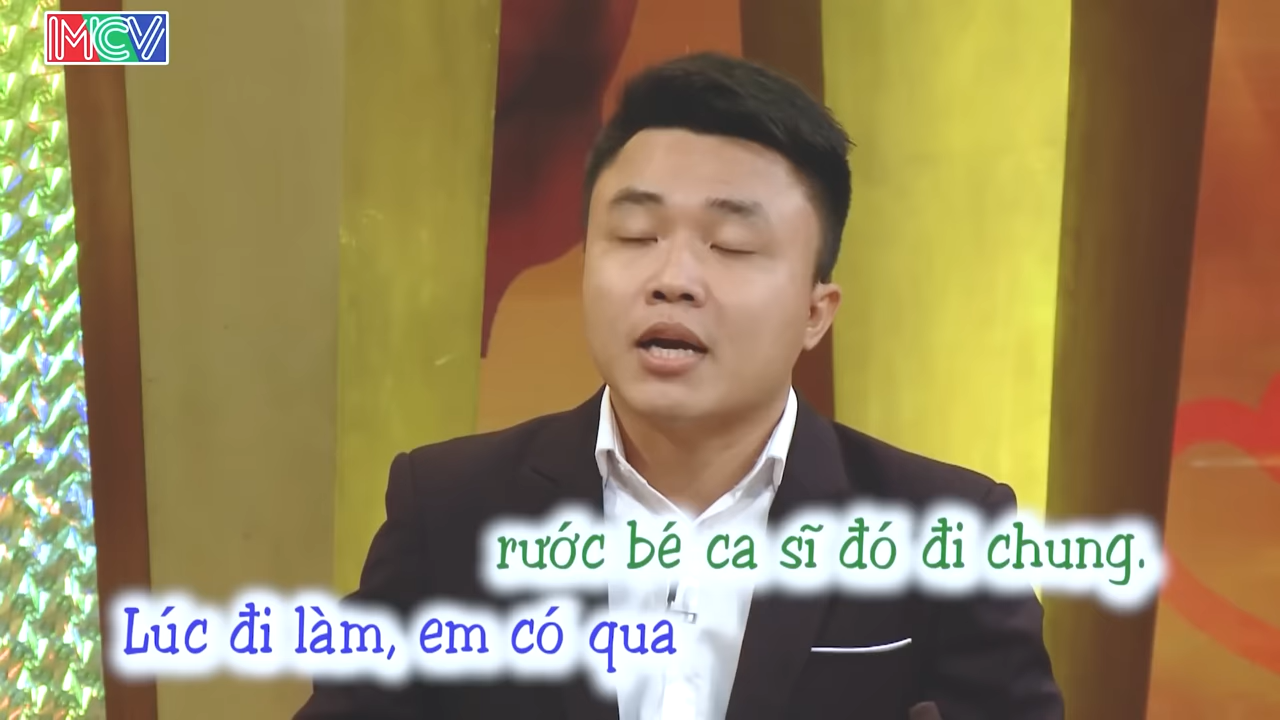 MCV
Lúc đi làm, em có qua
rước bé ca sĩ đó đi chung.